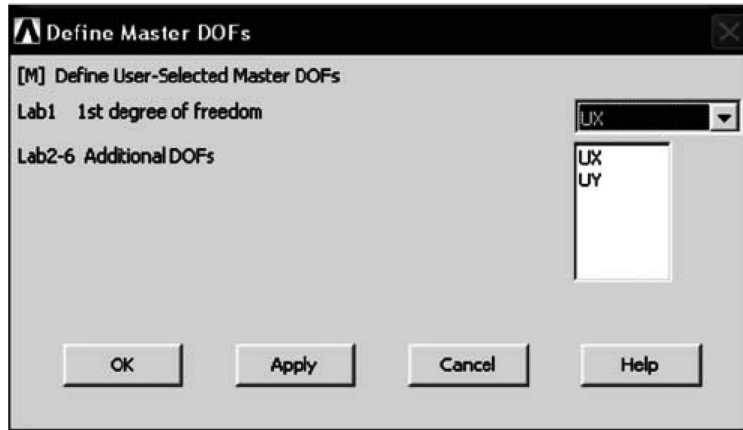 Define Master DOFs
[M] Define User-Selected Master DOFs
Lab1 1st degree of freedom
UX
Lab2-6 Additional DOFs
UX
UY
OK Apply Cancel Help